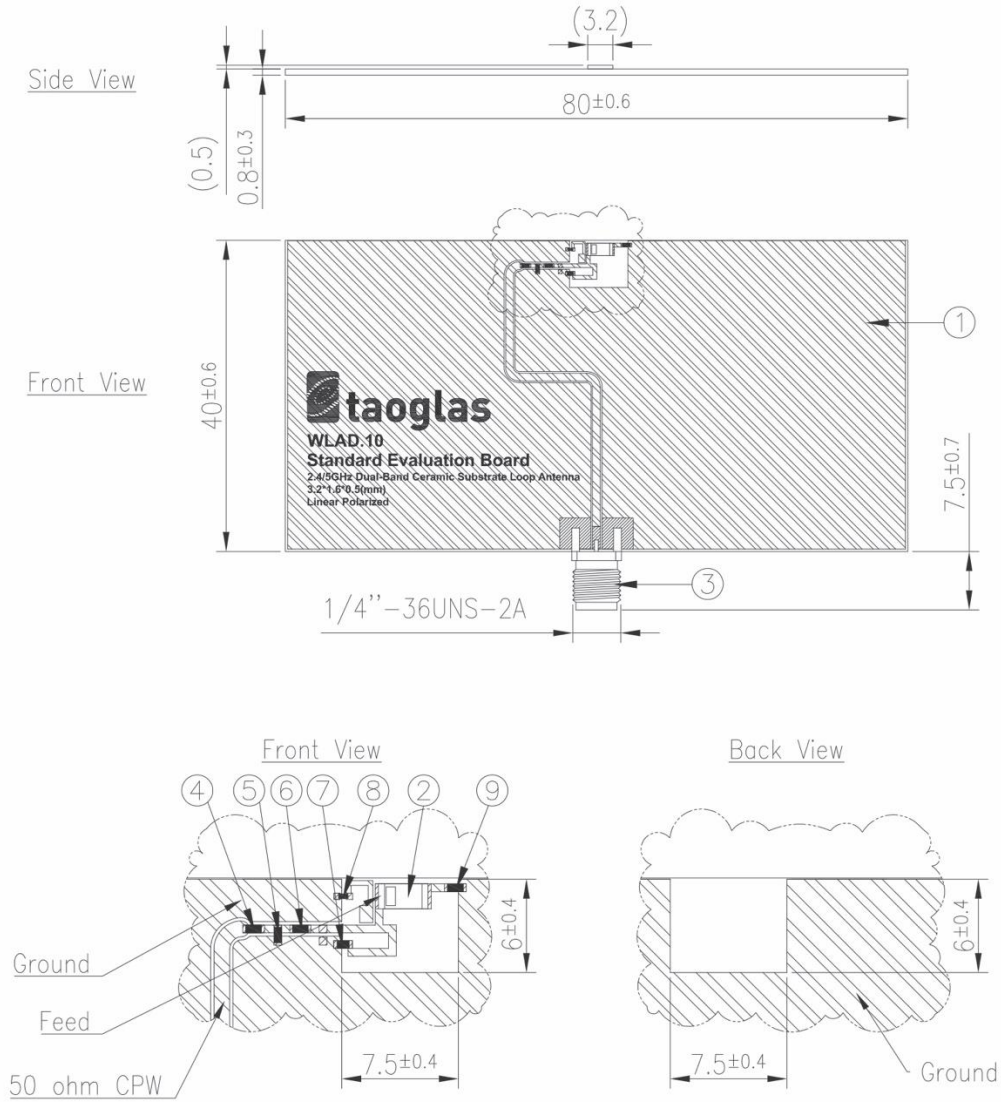 (3.2)
Side View
80±0.6
(0.5)
0.8±0.3
Front View
40±0.6
1
taoglas
WLAD.10
Standard Evaluation Board
2.4/5GHz Dual-Band Ceramic Substrate Loop Antenna
3.2*1.6*0.5(mm)
Linear Polarized
7.5±0.7
3
1/4''-36UNS-2A
Front View
Back View
4 5 6 7 8 2 9
6±0.4
6±0.4
Ground
Feed
50 ohm CPW
7.5±0.4
7.5±0.4
Ground